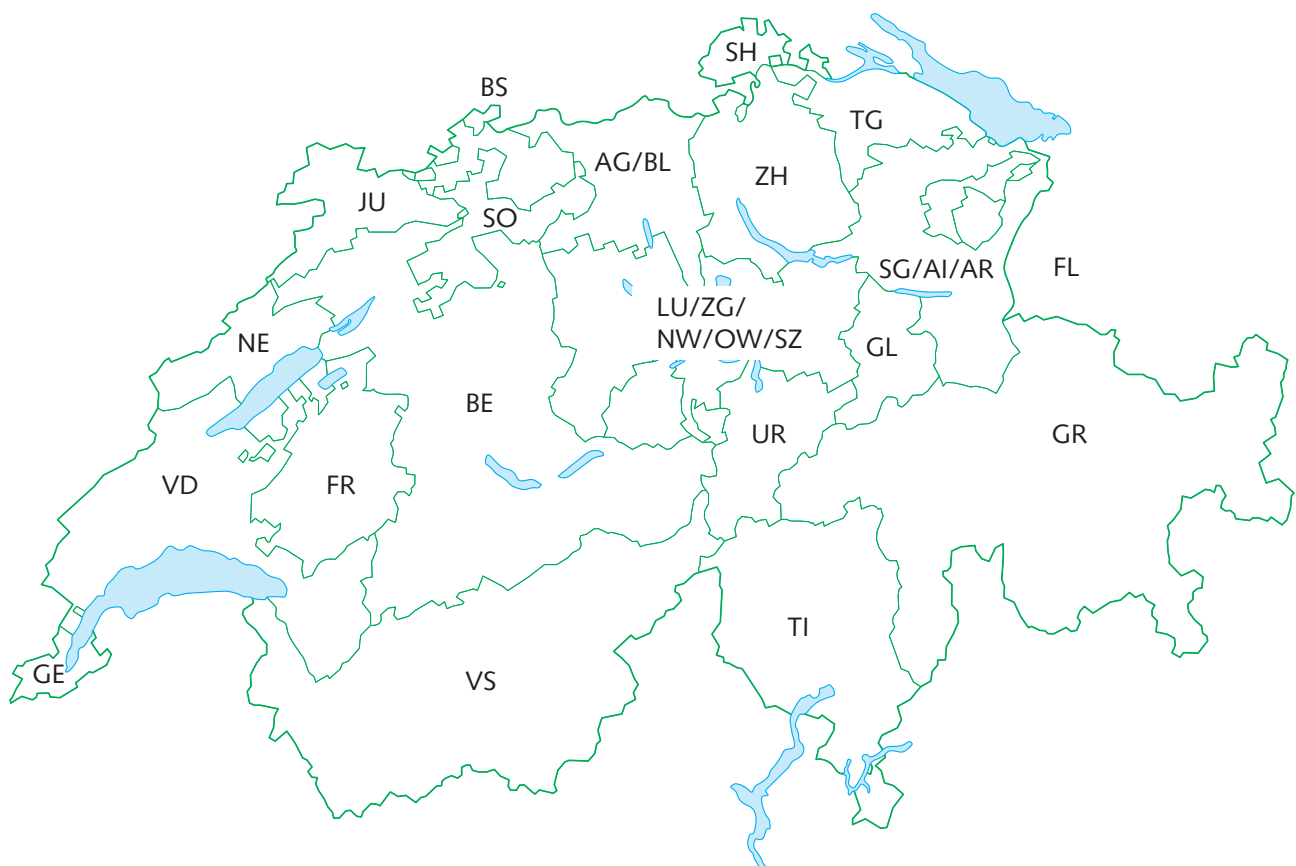 SH
BS
TG
AG/BL
ZH
JU
SO
SG/AI/AR
FL
LU/ZG/
NW/OW/SZ
NE
GL
BE
UR
GR
VD
FR
TI
GE
VS